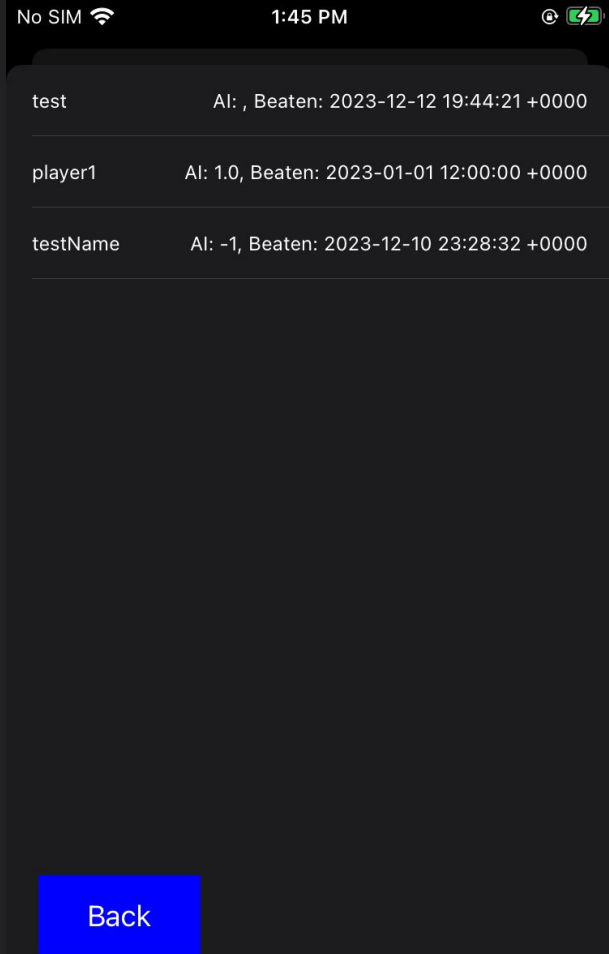 No SIM 1:45 PM
test AI: , Beaten: 2023-12-12 19:44:21 +0000
player1 AI: 1.0, Beaten: 2023-01-01 12:00:00 +0000
testName AI: -1, Beaten: 2023-12-10 23:28:32 +0000
Back